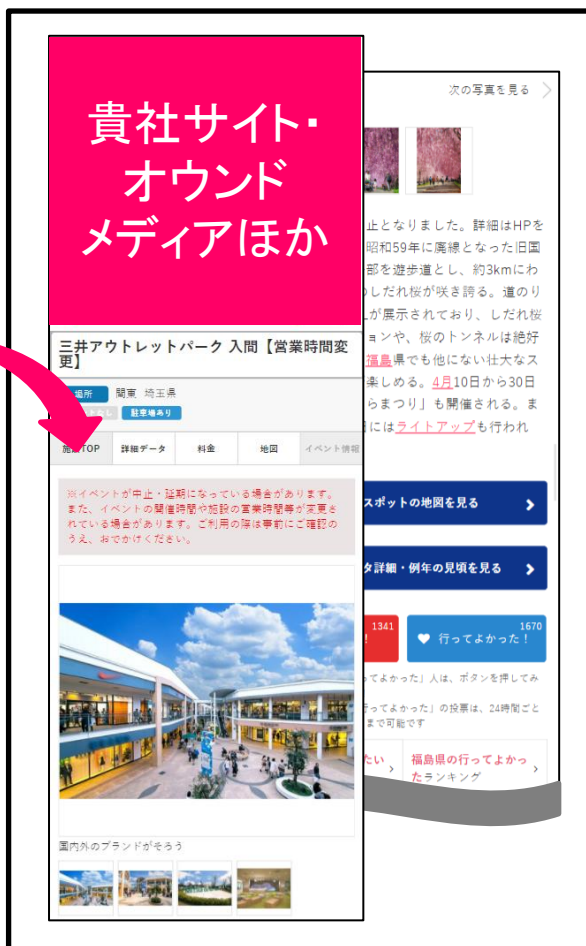 貴社サイト・
オウンド
メディアほか
三井アウトレットパーク 入間【営業時間変
更】
場所
関東 埼玉県
なし
駐車場あり
施設TOP
詳細データ
料金
地図
イベント情報
※イベントが中止・延期になっている場合があります。
また、イベントの開催時間や施設の営業時間等が変更さ
れている場合があります。ご利用の際は事前にご確認の
うえ、おでかけください。
国内外のブランドがそろう
次の写真を見る
止となりました。詳細はHPを
昭和59年に廃線となった旧国
部を遊歩道とし、約3kmにわ
しだれ桜が咲き誇る。道のり
が展示されており、しだれ桜
ョンや、桜のトンネルは絶好
福島県でも他にない壮大なス
楽しめる。4月10日から30日
らまつり」も開催される。ま
にはライトアップも行われ
スポットの地図を見る
タ詳細・例年の見頃を見る
1341
!
1670
行ってよかった！
ってよかった」人は、ボタンを押してみ
行ってよかった」の投票は、24時間ごと
まで可能です
たい
福島県の行ってよかっ
たランキング